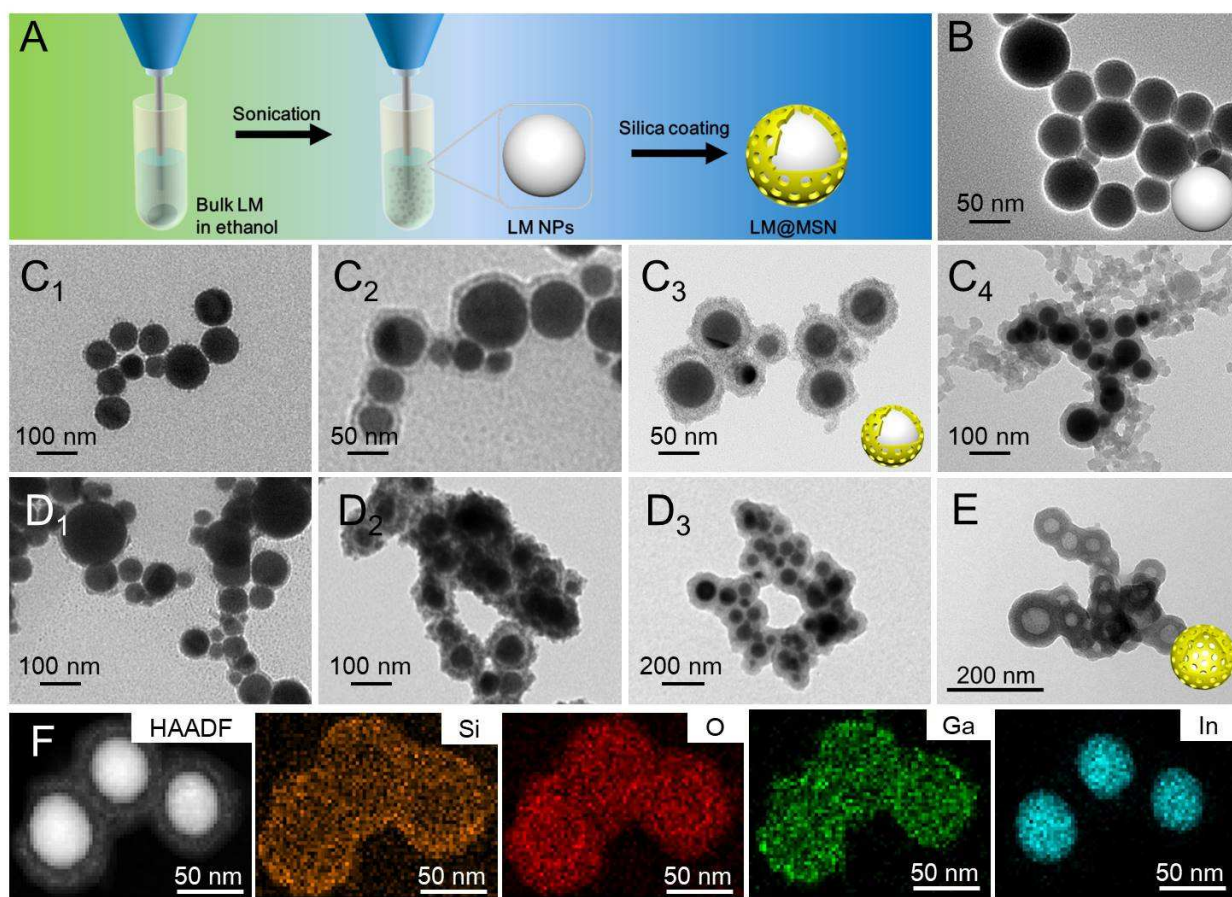 A
Sonication
Bulk LM
in ethanol
LM NPs
Silica coating
LM@MSN
B
50 nm
C1
100 nm
C2
50 nm
C3
50 nm
C4
100 nm
D1
100 nm
D2
100 nm
D3
200 nm
E
200 nm
F
HAADF
50 nm
Si
50 nm
O
50 nm
Ga
50 nm
In
50 nm